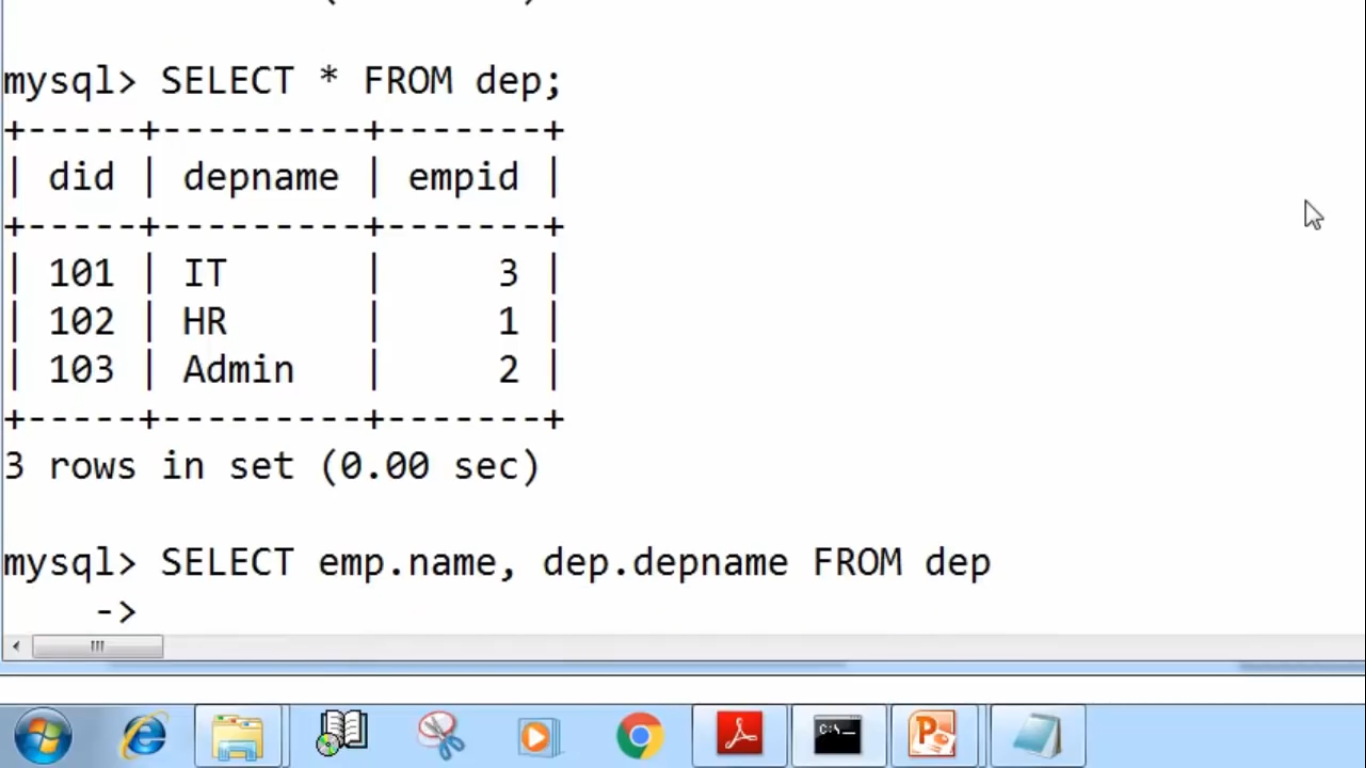 mysql> SELECT * FROM dep;
+-----+---------+-------+
| did | depname | empid |
+-----+---------+-------+
| 101 | IT      |     3 |
| 102 | HR      |     1 |
| 103 | Admin   |     2 |
+-----+---------+-------+
3 rows in set (0.00 sec)
mysql> SELECT emp.name, dep.depname FROM dep
    ->
C:\_